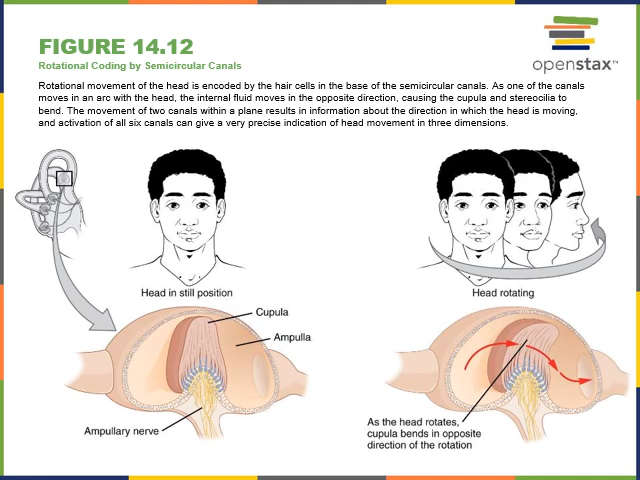 FIGURE 14.12
Rotational Coding by Semicircular Canals
openstax™
Rotational movement of the head is encoded by the hair cells in the base of the semicircular canals. As one of the canals
moves in an arc with the head, the internal fluid moves in the opposite direction, causing the cupula and stereocilia to
bend. The movement of two canals within a plane results in information about the direction in which the head is moving,
and activation of all six canals can give a very precise indication of head movement in three dimensions.
Head in still position
Head rotating
Cupula
Ampulla
Ampullary nerve
As the head rotates,
cupula bends in opposite
direction of the rotation